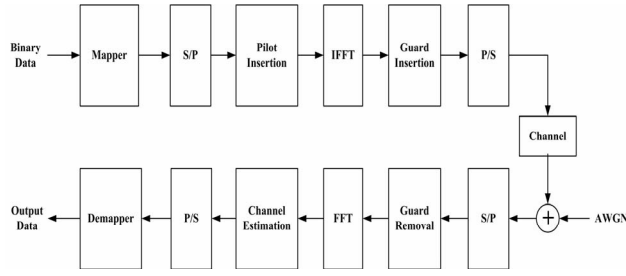 Binary Data
Mapper
S/P
Pilot Insertion
IFFT
Guard Insertion
P/S
Channel
Output Data
Demapper
P/S
Channel Estimation
FFT
Guard Removal
S/P
+
AWGN